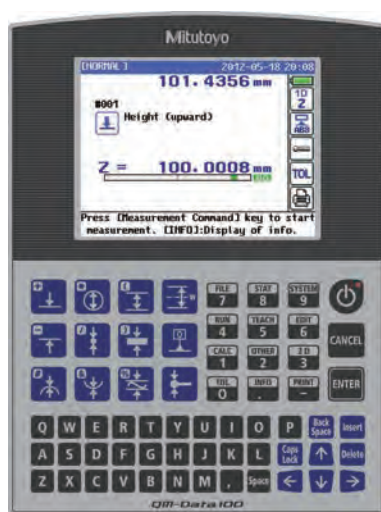 Mitutoyo
[NORMAL ] 2012-05-18 20:08
101.4356 mm
1D
Z
#001
Height (upward)
ABS
Z = 100.0008 mm
TOL
Press [Measurement Command] key to start
measurement. [INFO]:Display of info.
FILE STAT SYSTEM
7 8 9
RUN TEACH EDIT
4 5 6
CANCEL
CALC OTHER 2D
1 2 3
TOL INFO PRINT
0 . -
ENTER
Q W E R T Y U I O P Back Space Insert
A S D F G H J K L Caps Lock Delete
Z X C V B N M , Space
QM-Data100